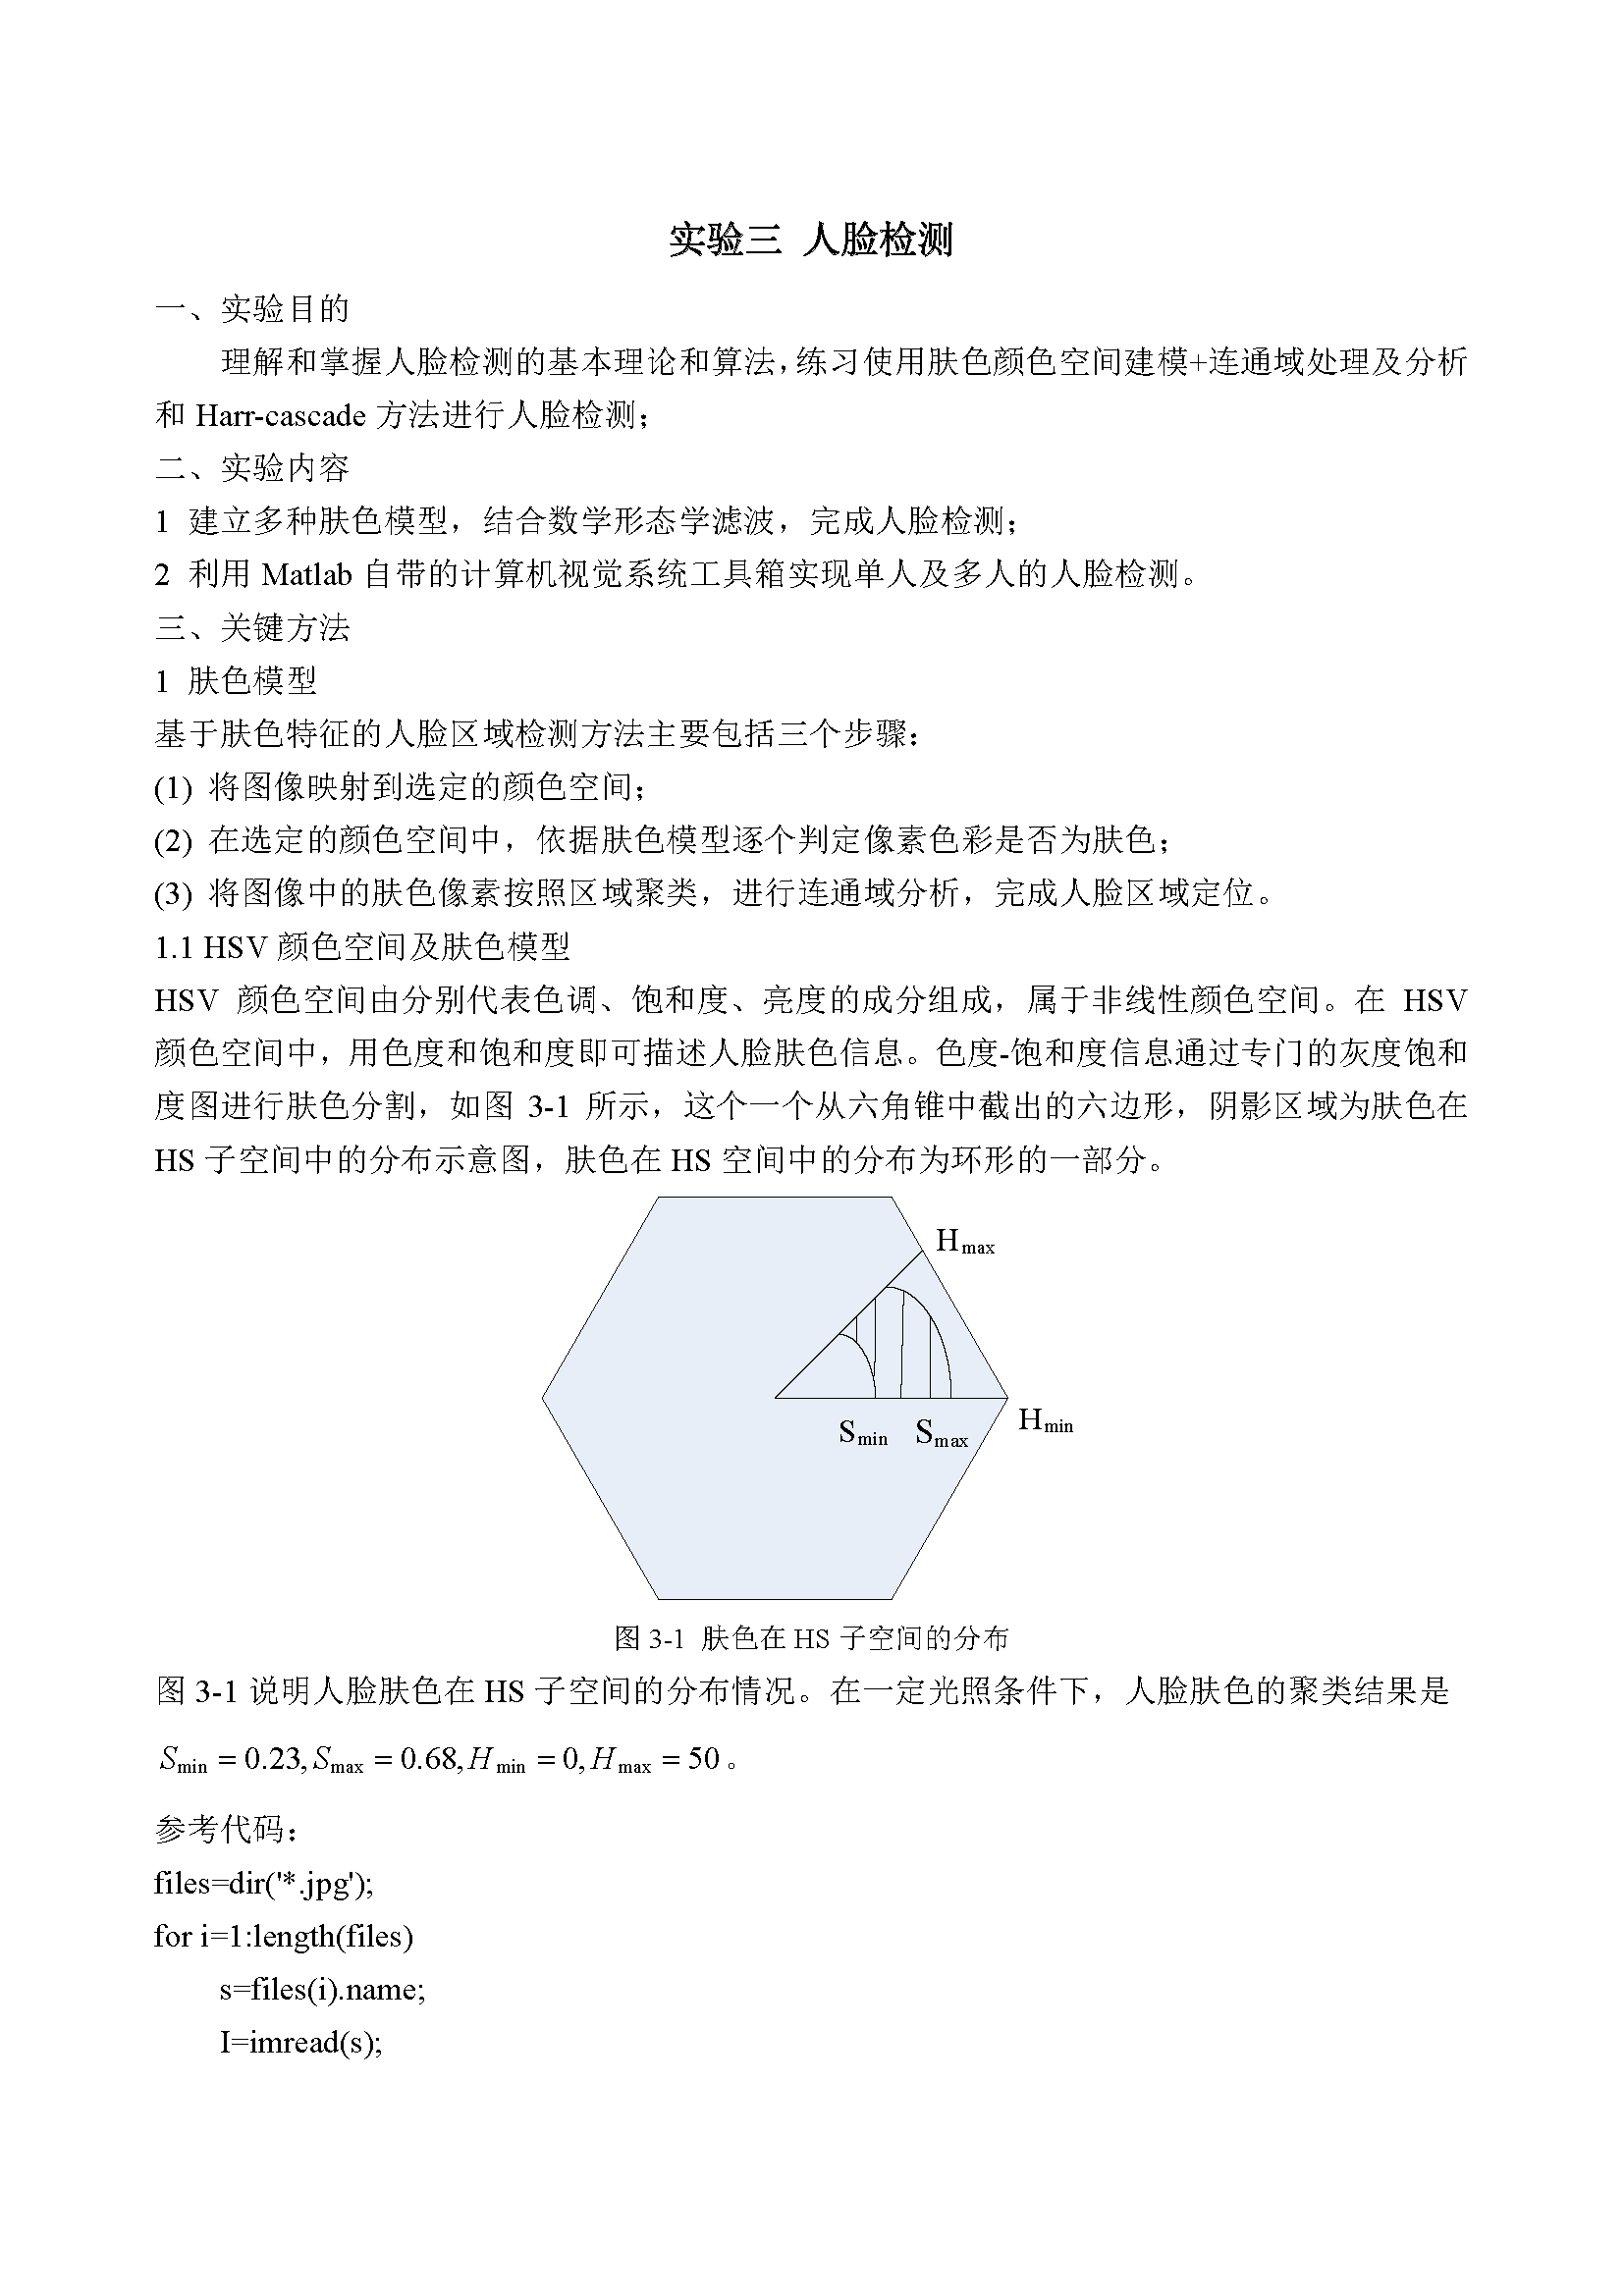 实验三 人脸检测
一、实验目的
理解和掌握人脸检测的基本理论和算法，练习使用肤色颜色空间建模+连通域处理及分析
和 Harr-cascade 方法进行人脸检测；
二、实验内容
1 建立多种肤色模型，结合数学形态学滤波，完成人脸检测；
2 利用 Matlab 自带的计算机视觉系统工具箱实现单人及多人的人脸检测。
三、关键方法
1 肤色模型
基于肤色特征的人脸区域检测方法主要包括三个步骤：
(1) 将图像映射到选定的颜色空间；
(2) 在选定的颜色空间中，依据肤色模型逐个判定像素色彩是否为肤色；
(3) 将图像中的肤色像素按照区域聚类，进行连通域分析，完成人脸区域定位。
1.1 HSV 颜色空间及肤色模型
HSV 颜色空间由分别代表色调、饱和度、亮度的成分组成，属于非线性颜色空间。在 HSV
颜色空间中，用色度和饱和度即可描述人脸肤色信息。色度-饱和度信息通过专门的灰度饱和
度图进行肤色分割，如图 3-1 所示，这个一个从六角锥中截出的六边形，阴影区域为肤色在
HS 子空间中的分布示意图，肤色在 HS 空间中的分布为环形的一部分。
Hmax
Hmin
Smin Smax
图 3-1 肤色在 HS 子空间的分布
图 3-1 说明人脸肤色在 HS 子空间的分布情况。在一定光照条件下，人脸肤色的聚类结果是
Smin = 0.23, Smax = 0.68, Hmin = 0, Hmax = 50。
参考代码：
files=dir('*.jpg');
for i=1:length(files)
s=files(i).name;
I=imread(s);